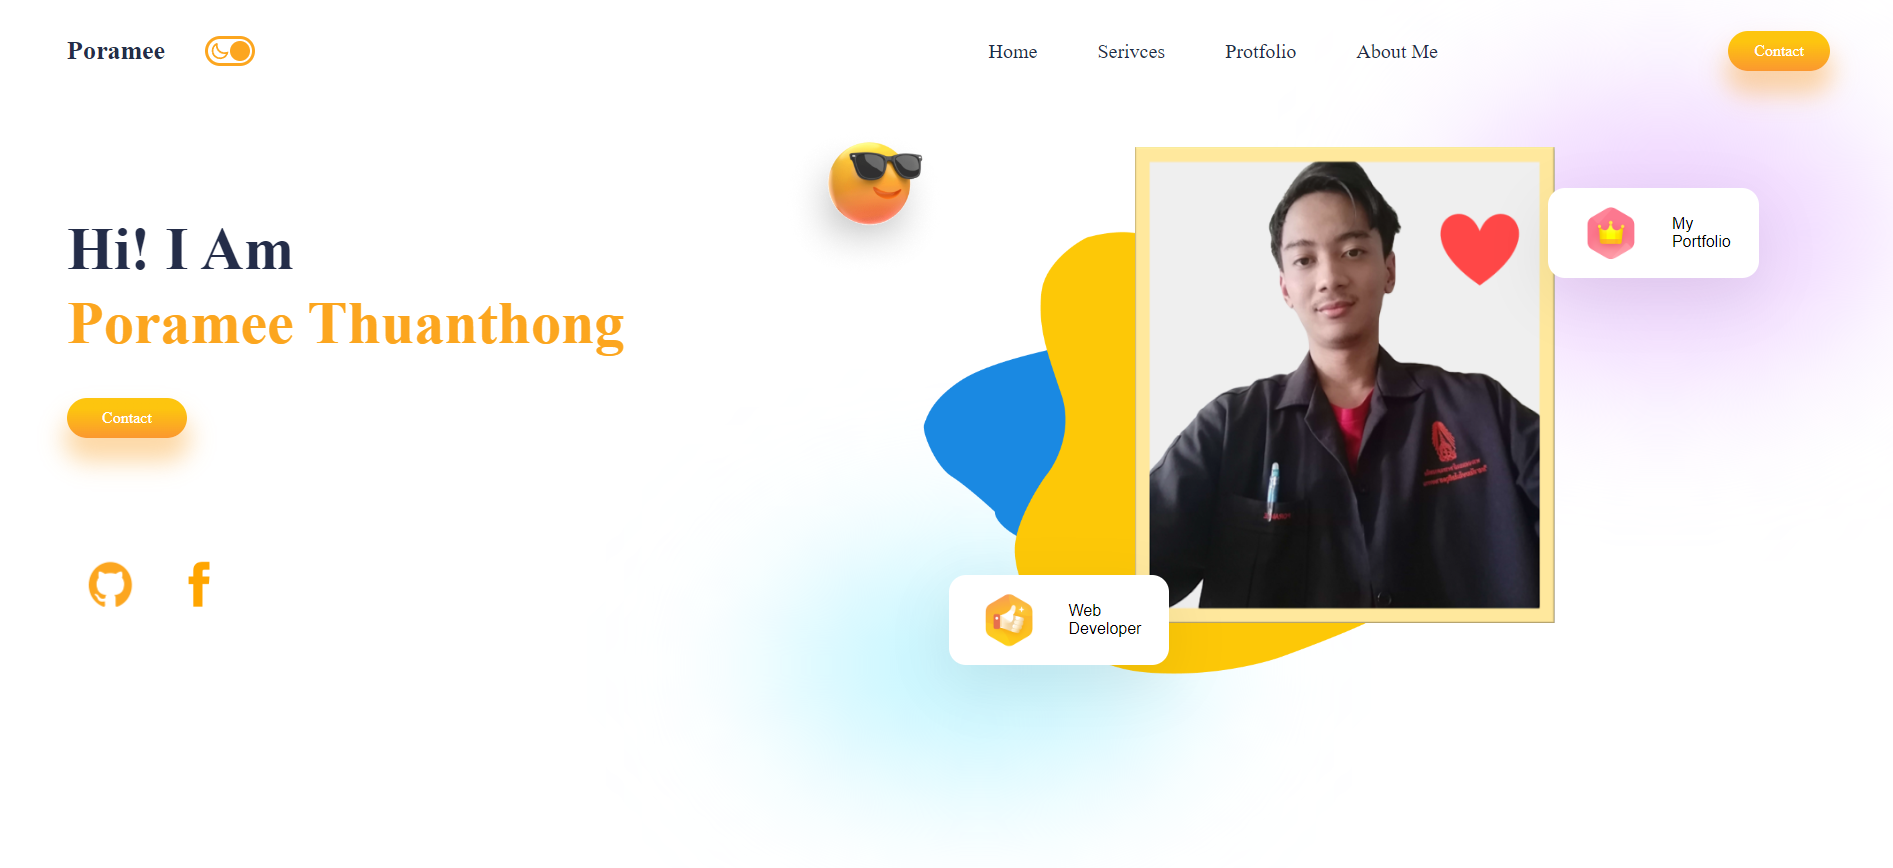 Poramee
Home
Serivces
Protfolio
About Me
Contact
Hi! I Am
Poramee Thuanthong
Contact
My
Portfolio
Web
Developer